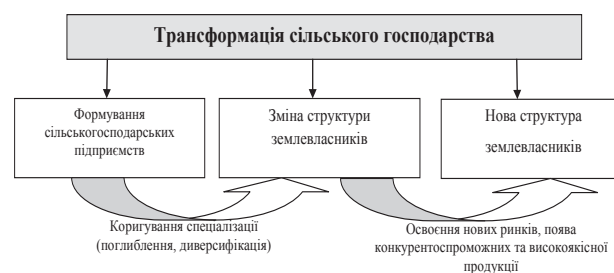 Трансформація сільського господарства
Формування
сільськогосподарських
підприємств
Зміна структури
землевласників
Нова структура
землевласників
Коригування спеціалізації
(поглиблення, диверсифікація)
Освоєння нових ринків, поява
конкурентоспроможних та високоякісної
продукції